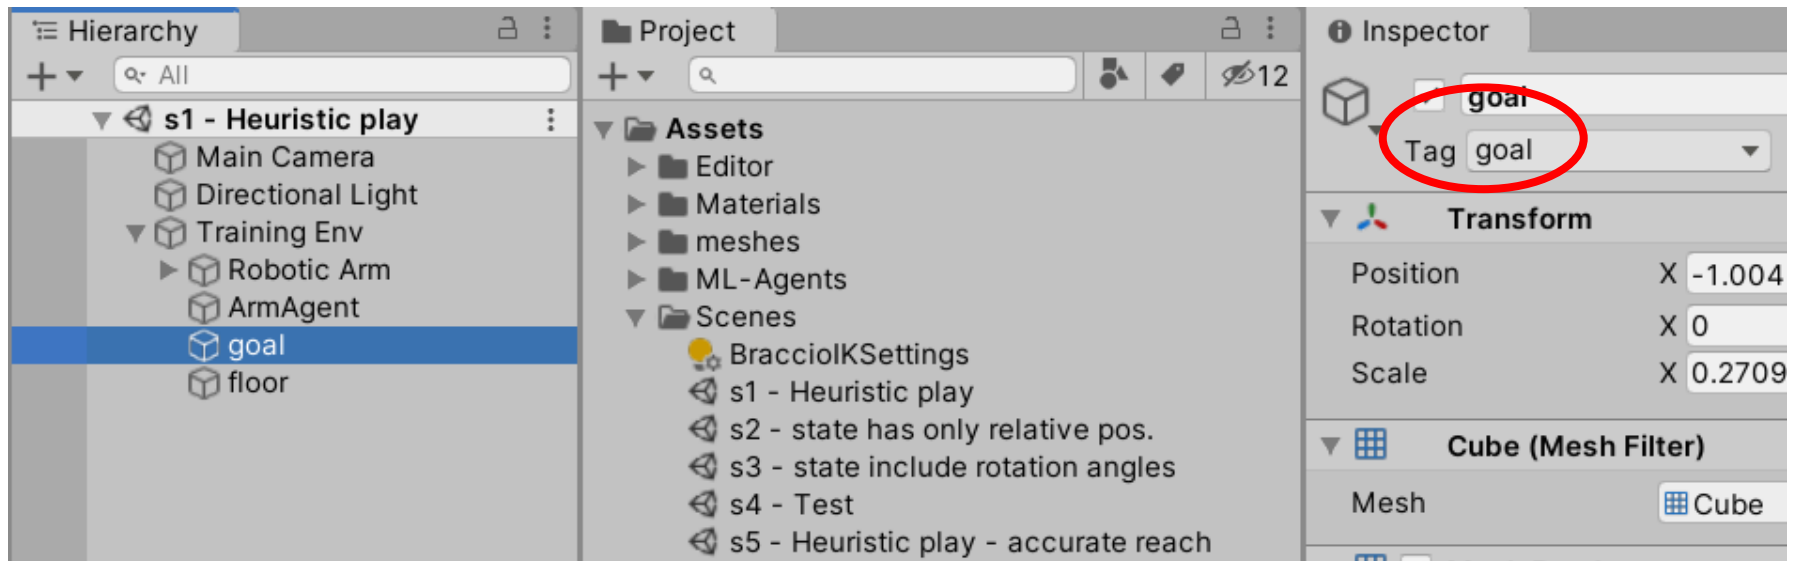 Hierarchy
All
s1 - Heuristic play
Main Camera
Directional Light
Training Env
Robotic Arm
ArmAgent
goal
floor
Project
12
Assets
Editor
Materials
meshes
ML-Agents
Scenes
BraccioIKSettings
s1 - Heuristic play
s2 - state has only relative pos.
s3 - state include rotation angles
s4 - Test
s5 - Heuristic play - accurate reach
Inspector
goal
Tag goal
Transform
Position X -1.004
Rotation X 0
Scale X 0.2709
Cube (Mesh Filter)
Mesh Cube